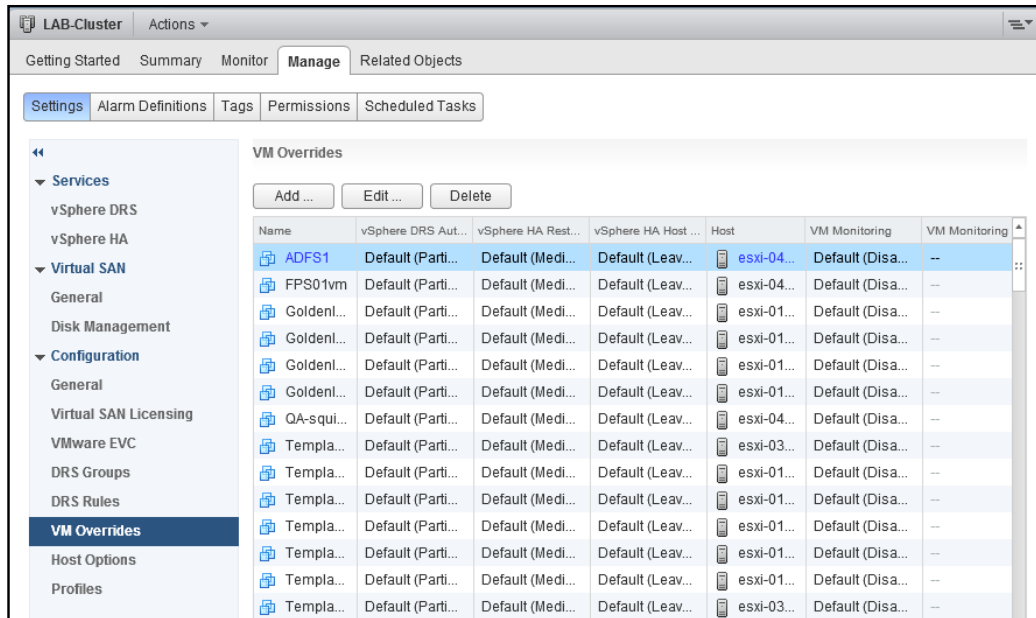 LAB-Cluster Actions
Getting Started Summary Monitor Manage Related Objects
Settings Alarm Definitions Tags Permissions Scheduled Tasks
VM Overrides
Services
vSphere DRS
vSphere HA
Virtual SAN
General
Disk Management
Configuration
General
Virtual SAN Licensing
VMware EVC
DRS Groups
DRS Rules
VM Overrides
Host Options
Profiles
Add ... Edit ... Delete
Name vSphere DRS Aut... vSphere HA Rest... vSphere HA Host ... Host VM Monitoring VM Monitoring
ADFS1 Default (Parti... Default (Medi... Default (Leav... esxi-04... Default (Disa... --
FPS01vm Default (Parti... Default (Medi... Default (Leav... esxi-04... Default (Disa... --
Goldenl... Default (Parti... Default (Medi... Default (Leav... esxi-01... Default (Disa... --
Goldenl... Default (Parti... Default (Medi... Default (Leav... esxi-01... Default (Disa... --
Goldenl... Default (Parti... Default (Medi... Default (Leav... esxi-01... Default (Disa... --
Goldenl... Default (Parti... Default (Medi... Default (Leav... esxi-01... Default (Disa... --
QA-squi... Default (Parti... Default (Medi... Default (Leav... esxi-04... Default (Disa... --
Templa... Default (Parti... Default (Medi... Default (Leav... esxi-03... Default (Disa... --
Templa... Default (Parti... Default (Medi... Default (Leav... esxi-01... Default (Disa... --
Templa... Default (Parti... Default (Medi... Default (Leav... esxi-01... Default (Disa... --
Templa... Default (Parti... Default (Medi... Default (Leav... esxi-01... Default (Disa... --
Templa... Default (Parti... Default (Medi... Default (Leav... esxi-01... Default (Disa... --
Templa... Default (Parti... Default (Medi... Default (Leav... esxi-01... Default (Disa... --
Templa... Default (Parti... Default (Medi... Default (Leav... esxi-03... Default (Disa... --